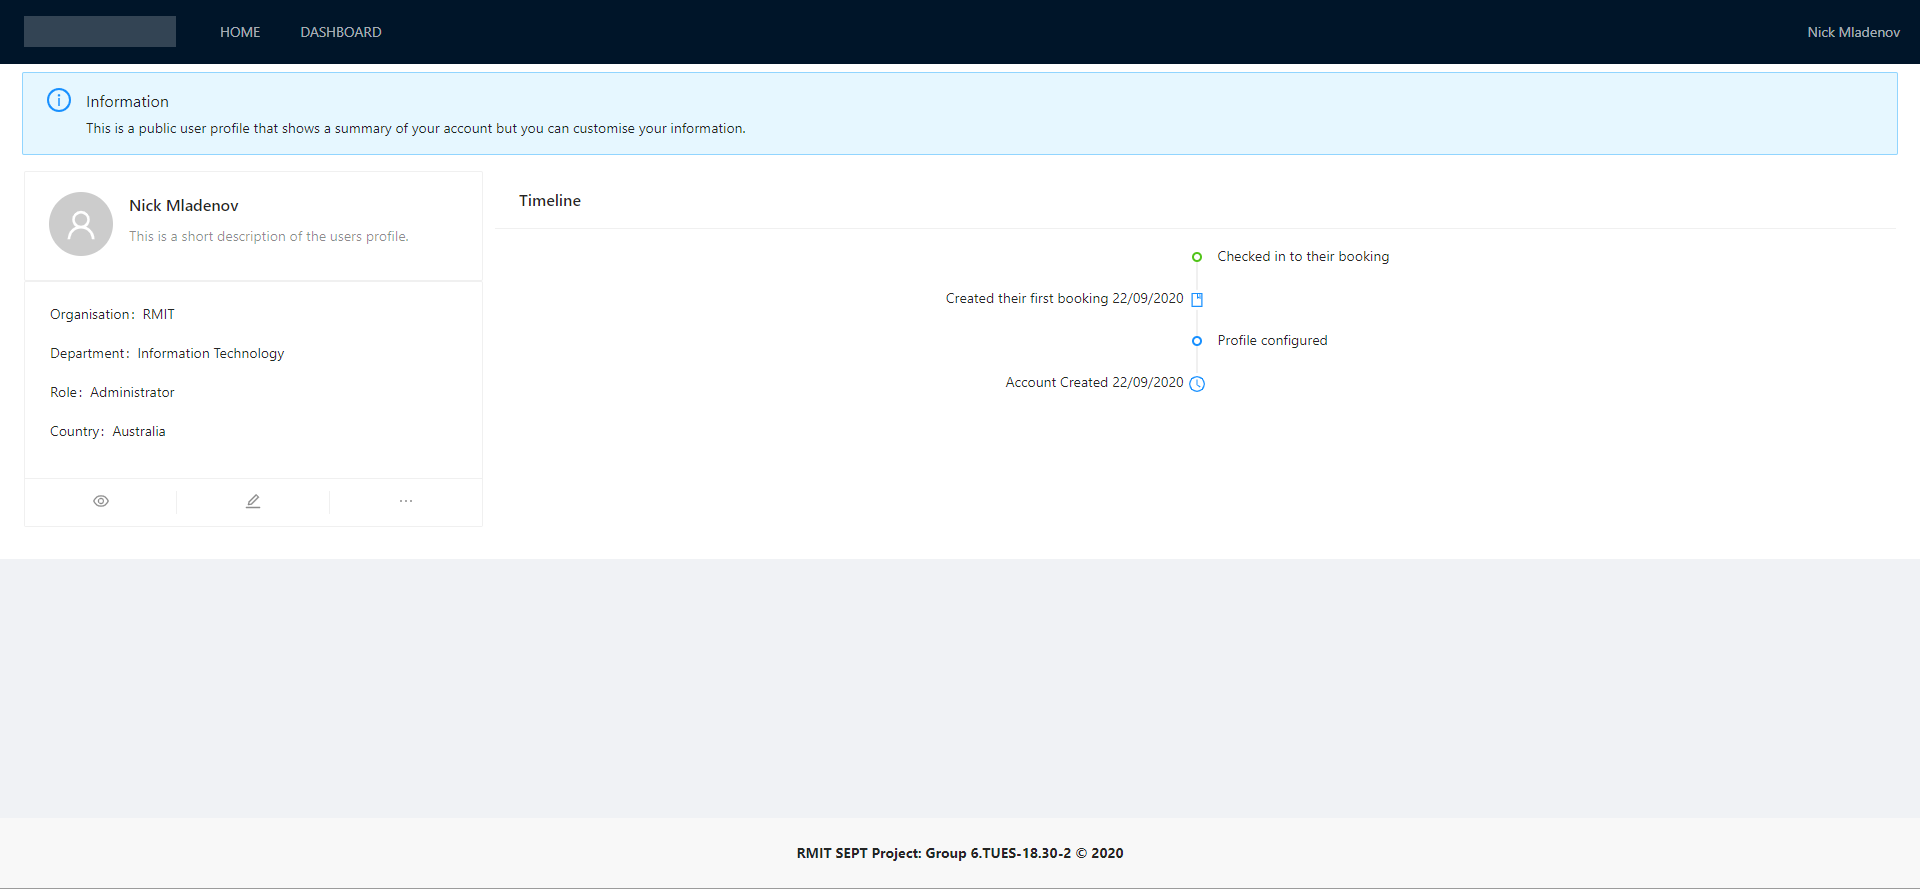 HOME
DASHBOARD
Nick Mladenov
Information
This is a public user profile that shows a summary of your account but you can customise your information.
Nick Mladenov
This is a short description of the users profile.
Organisation: RMIT
Department: Information Technology
Role: Administrator
Country: Australia
Timeline
Checked in to their booking
Created their first booking 22/09/2020
Profile configured
Account Created 22/09/2020
RMIT SEPT Project: Group 6.TUES-18.30-2 © 2020